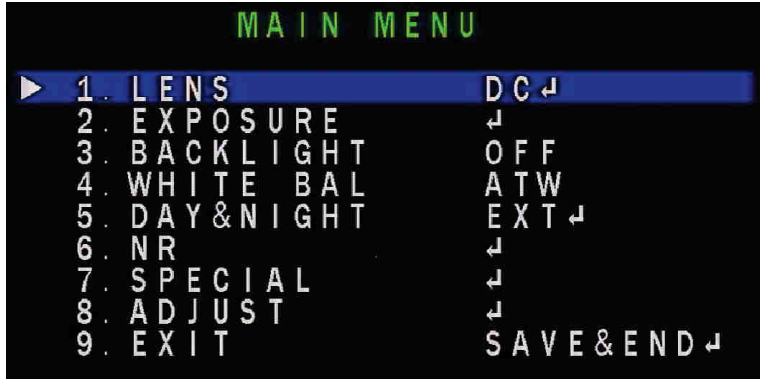 MAIN MENU
1. LENS DC↲
2. EXPOSURE ↲
3. BACKLIGHT OFF
4. WHITE BAL ATW
5. DAY&NIGHT EXT↲
6. NR ↲
7. SPECIAL ↲
8. ADJUST ↲
9. EXIT SAVE&END↲